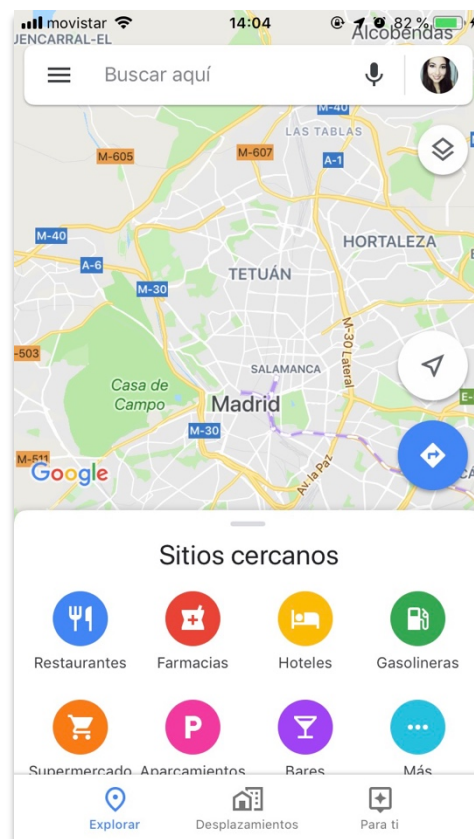 movistar 14:04 82 %
UENCARRAL-EL
Alcobendas
Buscar aquí
M-40
LAS TABLAS
M-605
M-607
A-1
M-40
HORTALEZA
A-6
TETUÁN
M-30
M-30 Lateral
-503
SALAMANCA
Casa de
Campo
Madrid
E-
M-30
M-511
Google
Av. la Paz
Sitios cercanos
Restaurantes Farmacias Hoteles Gasolineras
P
Supermercado Aparcamientos Bares Más
Explorar Desplazamientos Para ti